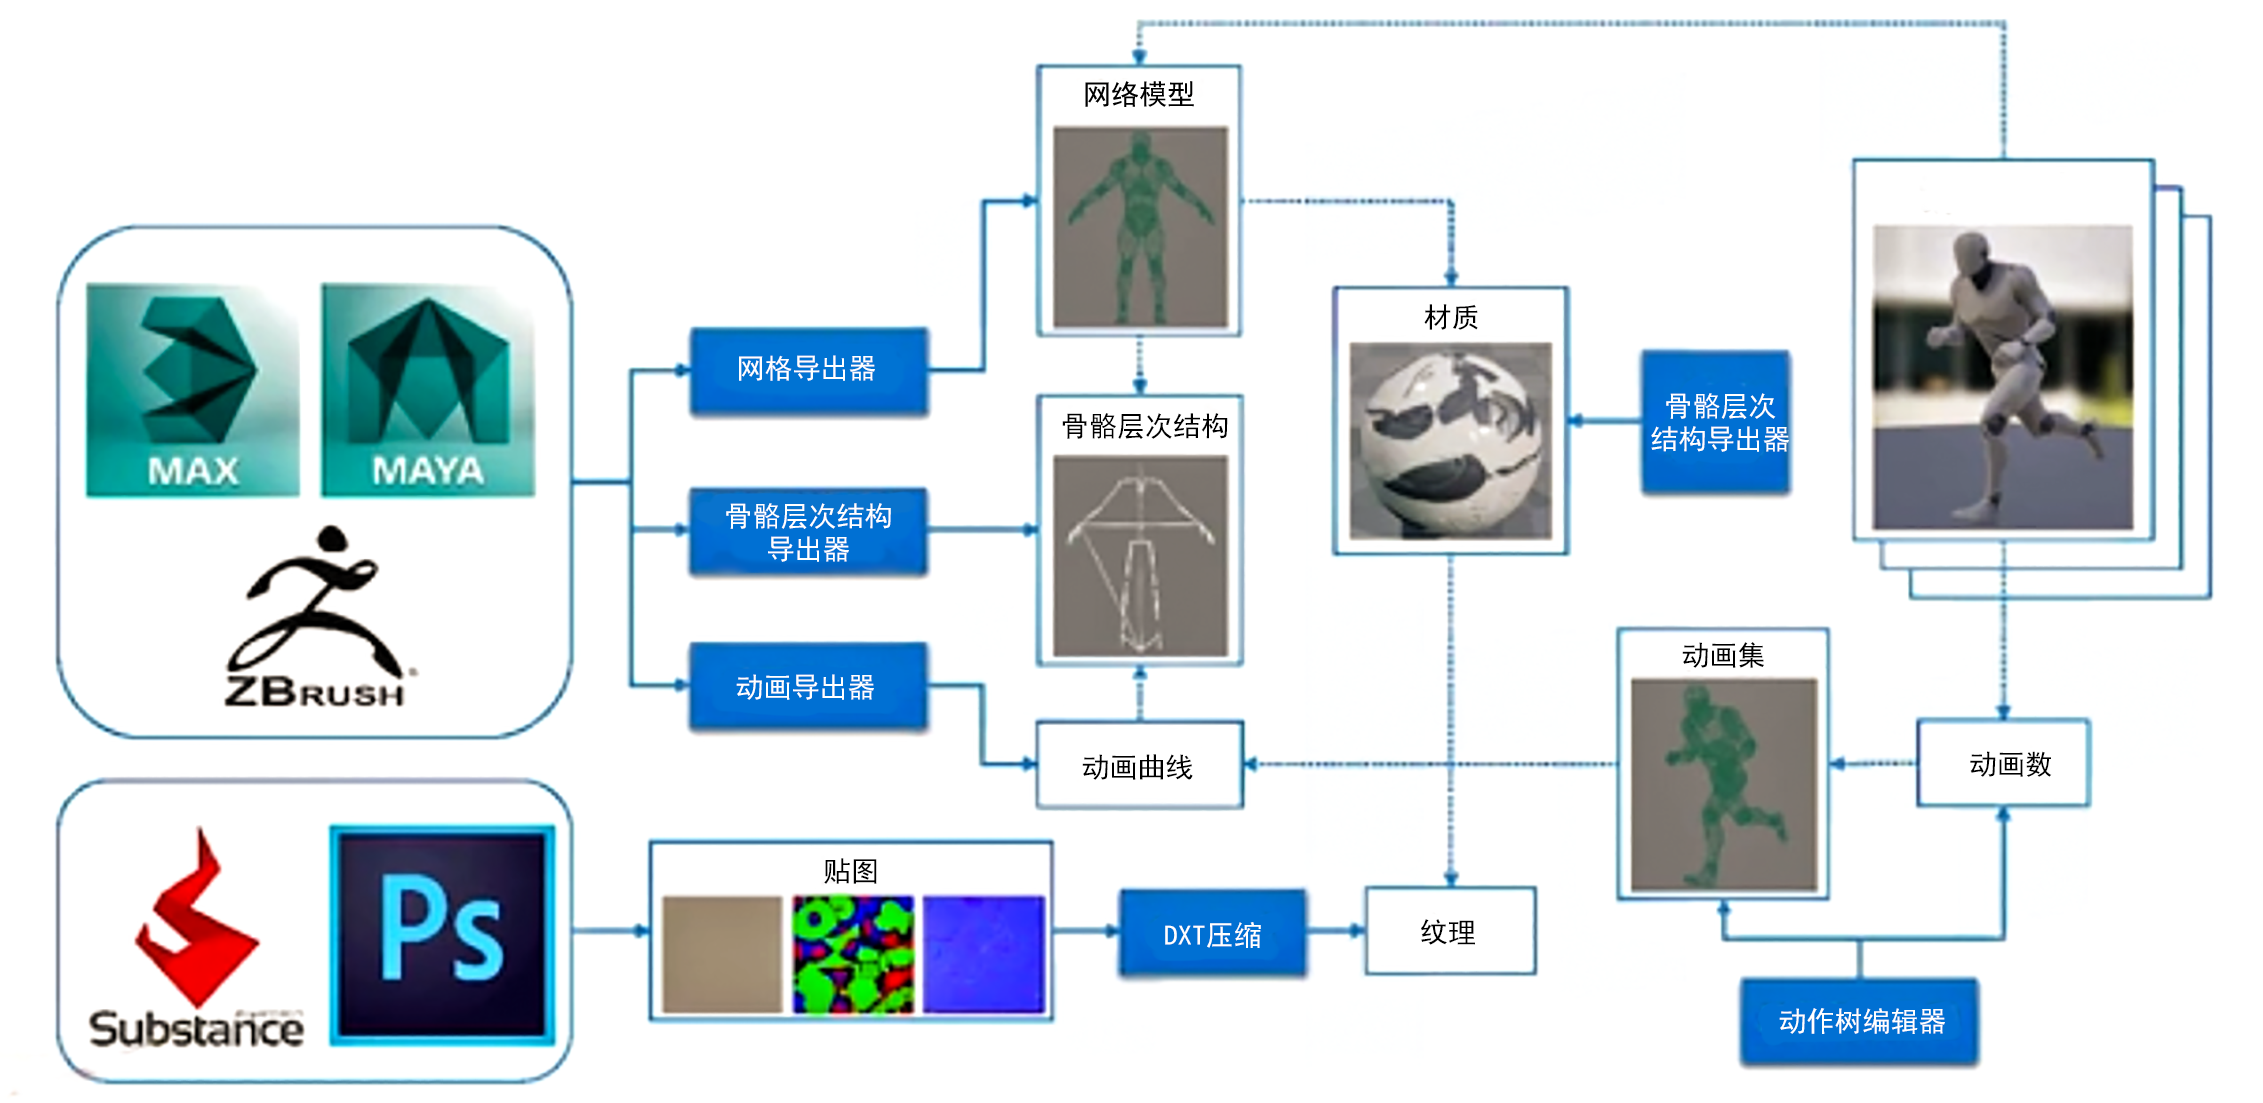 网络模型
材质
MAX
MAYA
ZBRUSH
网格导出器
骨骼层次结构
骨骼层次
结构导出器
骨骼层次结构
导出器
动画导出器
动画曲线
动画集
动画数
Substance
Ps
贴图
DXT压缩
纹理
动作树编辑器